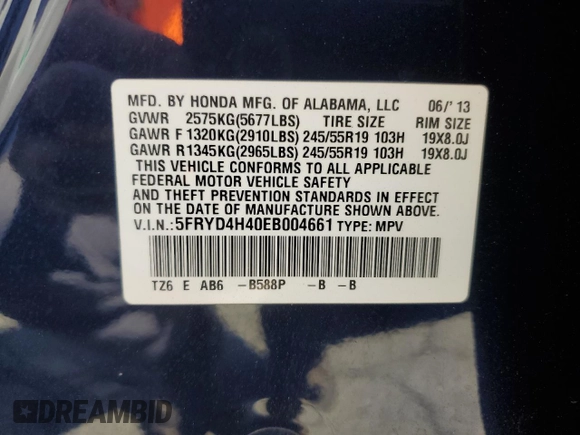 MFD. BY HONDA MFG. OF ALABAMA, LLC 06/' 13
GVWR 2575KG(5677LBS) TIRE SIZE RIM SIZE
GAWR F 1320KG(2910LBS) 245/55R19 103H 19X8.0J
GAWR R1345KG(2965LBS) 245/55R19 103H 19X8.0J
THIS VEHICLE CONFORMS TO ALL APPLICABLE
FEDERAL MOTOR VEHICLE SAFETY
AND THEFT PREVENTION STANDARDS IN EFFECT
ON THE DATE OF MANUFACTURE SHOWN ABOVE.
V.I.N.: 5FRYD4H40EB004661 TYPE: MPV
TZ6 E AB6 -B588P -B -B
DREAMBID